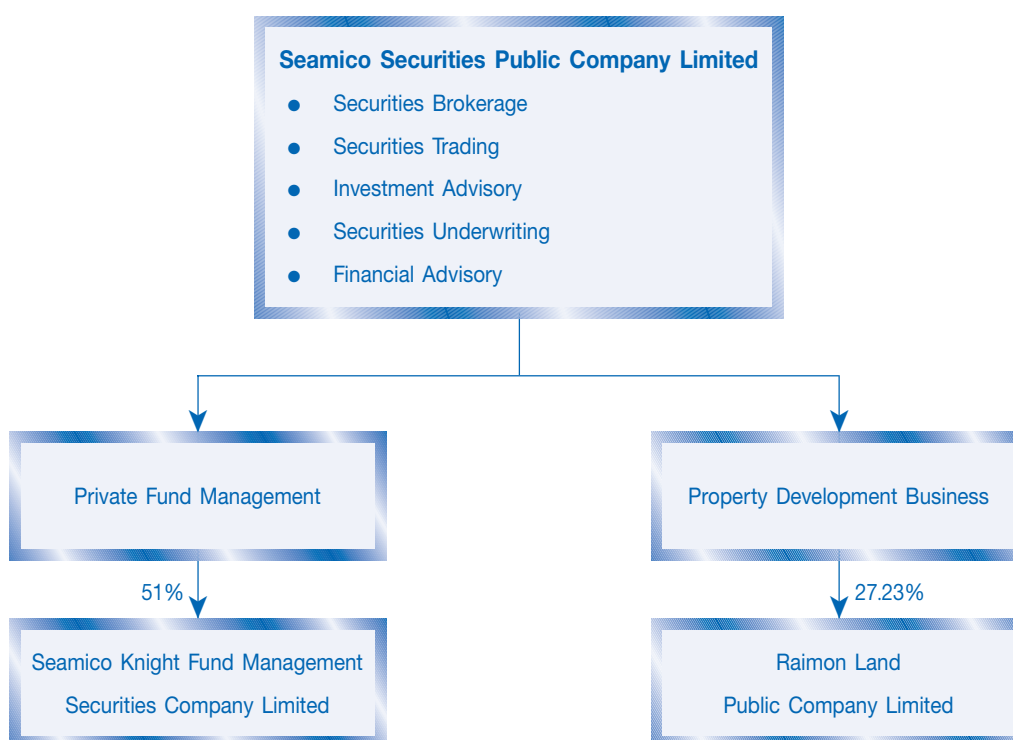 Seamico Securities Public Company Limited
● Securities Brokerage
● Securities Trading
● Investment Advisory
● Securities Underwriting
● Financial Advisory
Private Fund Management
Property Development Business
51%
27.23%
Seamico Knight Fund Management
Securities Company Limited
Raimon Land
Public Company Limited